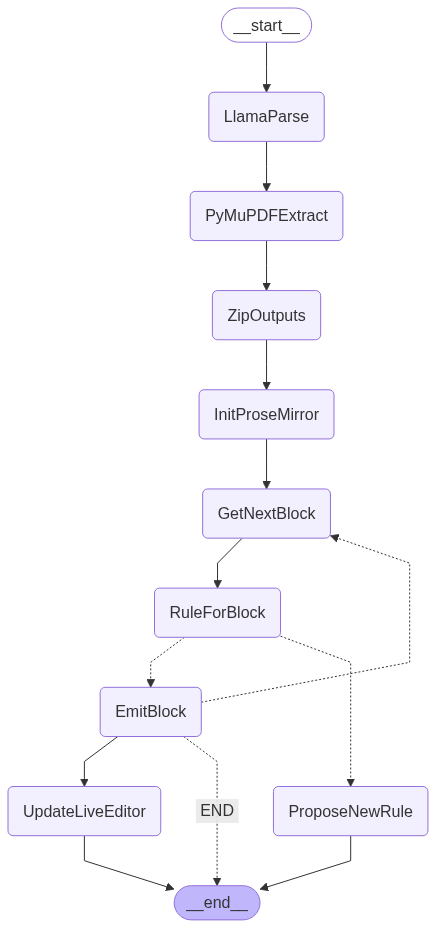 __start__
LlamaParse
PyMuPDFExtract
ZipOutputs
InitProseMirror
GetNextBlock
RuleForBlock
EmitBlock
UpdateLiveEditor
END
ProposeNewRule
__end__